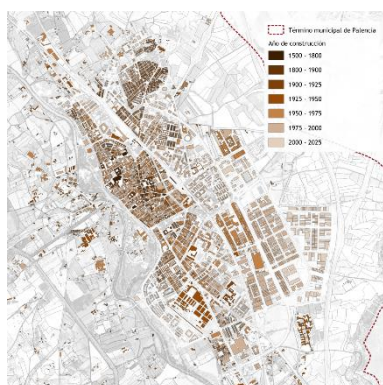 Término municipal de Palencia
Año de construcción
1500 - 1800
1800 - 1900
1900 - 1925
1925 - 1950
1950 - 1975
1975 - 2000
2000 - 2025